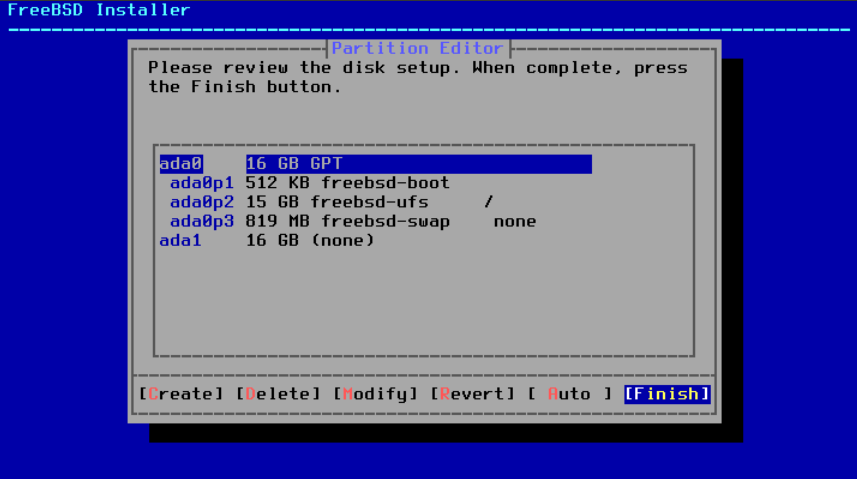 FreeBSD Installer
Partition Editor
Please review the disk setup. When complete, press
the Finish button.
ada0 16 GB GPT
ada0p1 512 KB freebsd-boot
ada0p2 15 GB freebsd-ufs /
ada0p3 819 MB freebsd-swap none
ada1 16 GB (none)
[Create] [Delete] [Modify] [Revert] [ Auto ] [Finish]